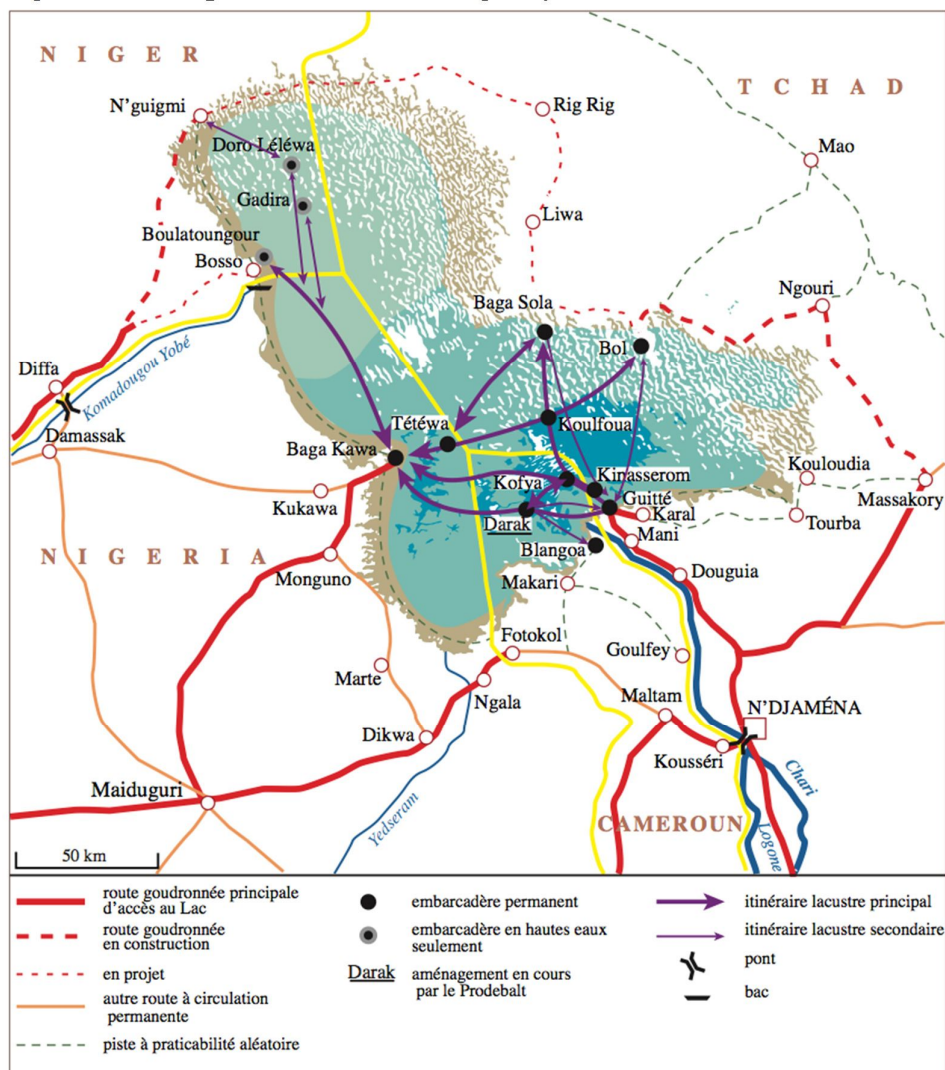 NIGER
TCHAD
N'guigmi
Rig Rig
Doro Léléwa
Mao
Gadira
Liwa
Boulatoungour
Bosso
Ngouri
Baga Sola
Bol
Diffa
Komadougou Yobé
Damassak
Tétéwa
Koulfoua
Baga Kawa
Kofya
Kinasserom
Kouloudia
Massakory
Kukawa
Guitté
Karal
Tourba
Darak
Mani
NIGERIA
Blangoa
Monguno
Makari
Douguia
Fotokol
Goulfey
Marte
Ngala
Maltam
N'DJAMÉNA
Dikwa
Kousséri
Maiduguri
Chari
Yedseram
CAMEROUN
Logone
50 km
route goudronnée principale
d'accès au Lac
route goudronnée
en construction
en projet
autre route à circulation
permanente
piste à praticabilité aléatoire
embarcadère permanent
embarcadère en hautes eaux
seulement
Darak
aménagement en cours
par le Prodebalt
itinéraire lacustre principal
itinéraire lacustre secondaire
pont
bac